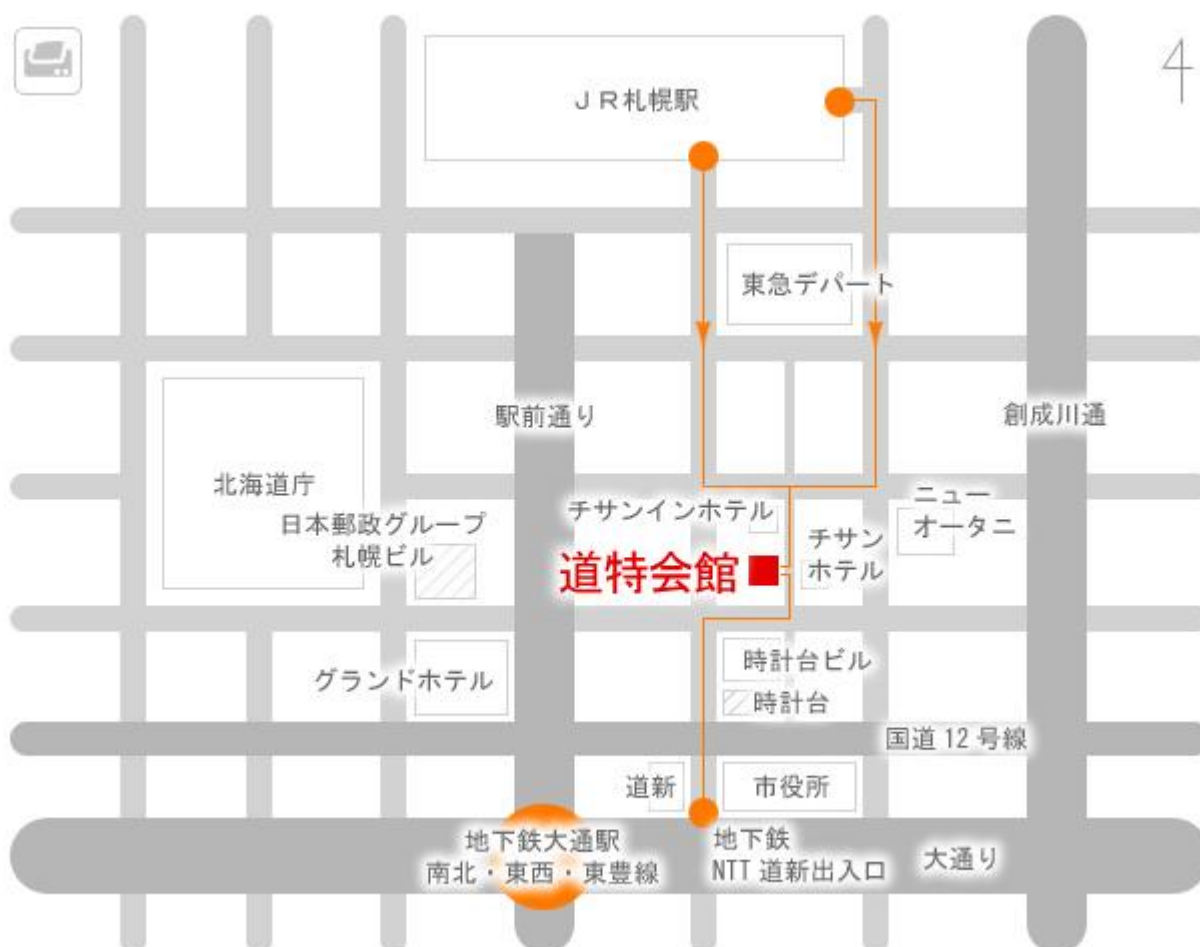 JR札幌駅
東急デパート
駅前通り
創成川通
北海道庁
日本郵政グループ
札幌ビル
チサンインホテル
チサン
ホテル
ニュー
オータニ
道特会館
グランドホテル
時計台ビル
時計台
国道12号線
道新
市役所
地下鉄大通駅
南北・東西・東豊線
地下鉄
NTT道新出入口
大通り